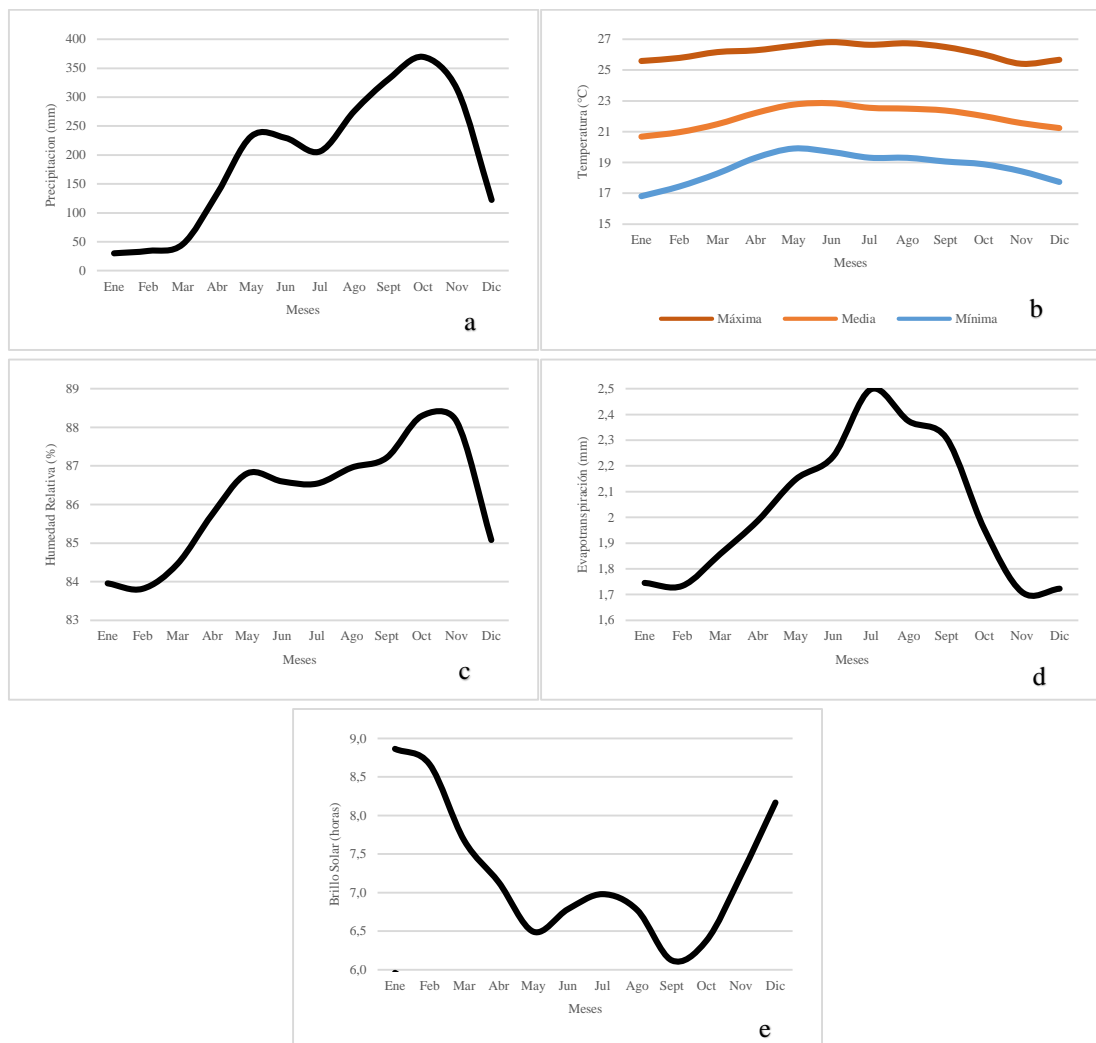 400
350
300
250
200
150
100
50
0
Precipitacion (mm)
Ene Feb Mar Abr May Jun Jul Ago Sept Oct Nov Dic
Meses
a
27
25
23
21
19
17
15
Temperatura (°C)
Ene Feb Mar Abr May Jun Jul Ago Sept Oct Nov Dic
Meses
Máxima Media Mínima
b
89
88
87
86
85
84
83
Humedad Relativa (%)
Ene Feb Mar Abr May Jun Jul Ago Sept Oct Nov Dic
Meses
c
2,5
2,4
2,3
2,2
2,1
2
1,9
1,8
1,7
1,6
Evapotranspiración (mm)
Ene Feb Mar Abr May Jun Jul Ago Sept Oct Nov Dic
Meses
d
9,0
8,5
8,0
7,5
7,0
6,5
6,0
Brillo Solar (horas)
Ene Feb Mar Abr May Jun Jul Ago Sept Oct Nov Dic
Meses
e